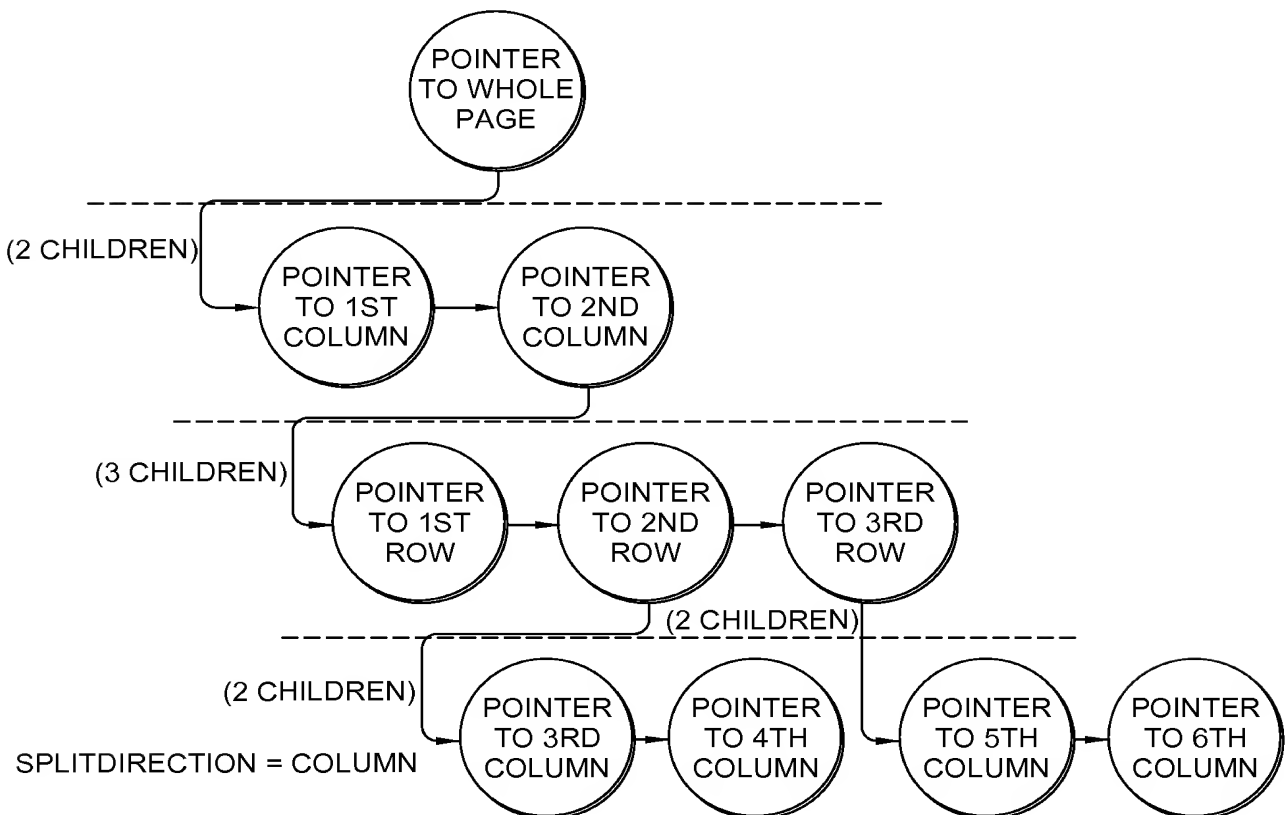 POINTER
TO WHOLE
PAGE
(2 CHILDREN)
POINTER
TO 1ST
COLUMN
POINTER
TO 2ND
COLUMN
(3 CHILDREN)
POINTER
TO 1ST
ROW
POINTER
TO 2ND
ROW
POINTER
TO 3RD
ROW
(2 CHILDREN)
(2 CHILDREN)
SPLITDIRECTION = COLUMN
POINTER
TO 3RD
COLUMN
POINTER
TO 4TH
COLUMN
POINTER
TO 5TH
COLUMN
POINTER
TO 6TH
COLUMN